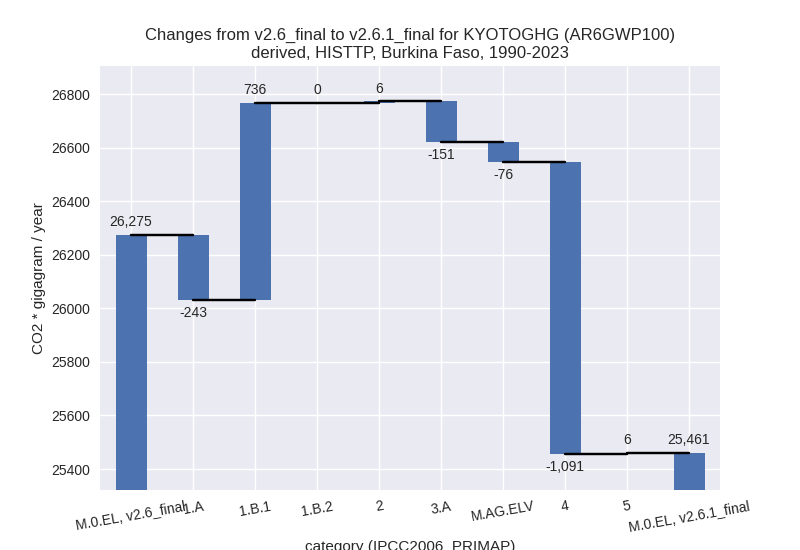 Changes from v2.6_final to v2.6.1_final for KYOTOGHG (AR6GWP100)
derived, HISTTP, Burkina Faso, 1990-2023
CO2 * gigagram / year
26800
26600
26400
26200
26000
25800
25600
25400
26,275
-243
736
0
6
-151
-76
-1,091
6
25,461
M.0.EL, v2.6_final
1.A
1.B.1
1.B.2
2
3.A
M.AG.ELV
4
5
M.0.EL, v2.6.1_final
category (IPCC2006_PRIMAP)